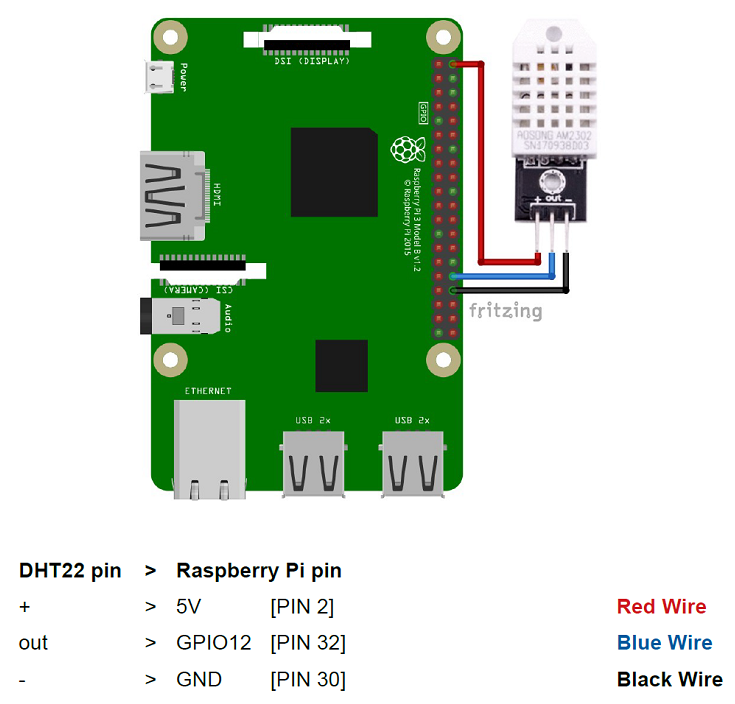 DSI (DISPLAY)
Power
GPIO
HDMI
Raspberry Pi 3 Model B v1.2
© Raspberry Pi 2015
AOSONG AM2302
SN170938D03
+ out -
CSI (CAMERA)
Audio
fritzing
ETHERNET
USB 2x
USB 2x
DHT22 pin > Raspberry Pi pin
+ > 5V [PIN 2] Red Wire
out > GPIO12 [PIN 32] Blue Wire
- > GND [PIN 30] Black Wire